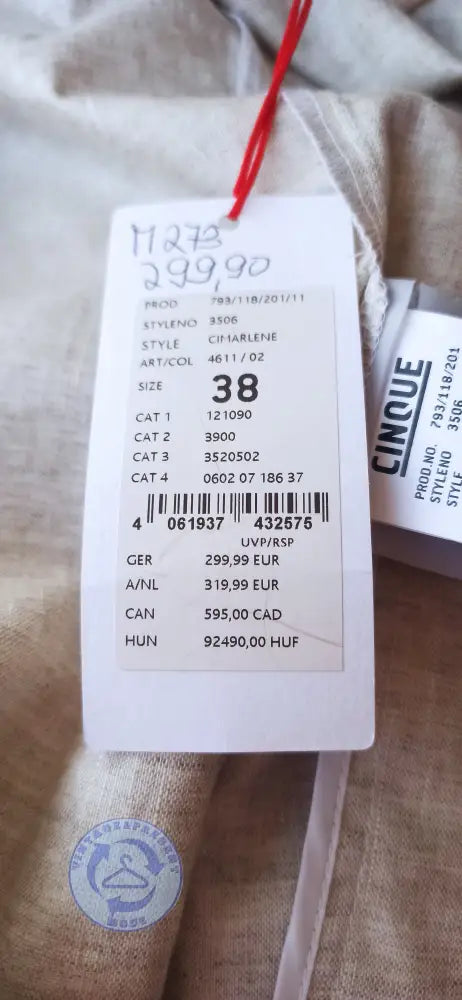 M 273
299,90
PROD 793/118/201/11
STYLENO 3506
STYLE CIMARLENE
ART/COL 4611 / 02
SIZE 38
CAT 1 121090
CAT 2 3900
CAT 3 3520502
CAT 4 0602 07 186 37
4 061937 432575
UVP/RSP
GER 299,99 EUR
A/NL 319,99 EUR
CAN 595,00 CAD
HUN 92490,00 HUF
CINQUE
PROD.NO. 793/118/201
STYLENO 3506
STYLE
VINTAGE&PRESENT